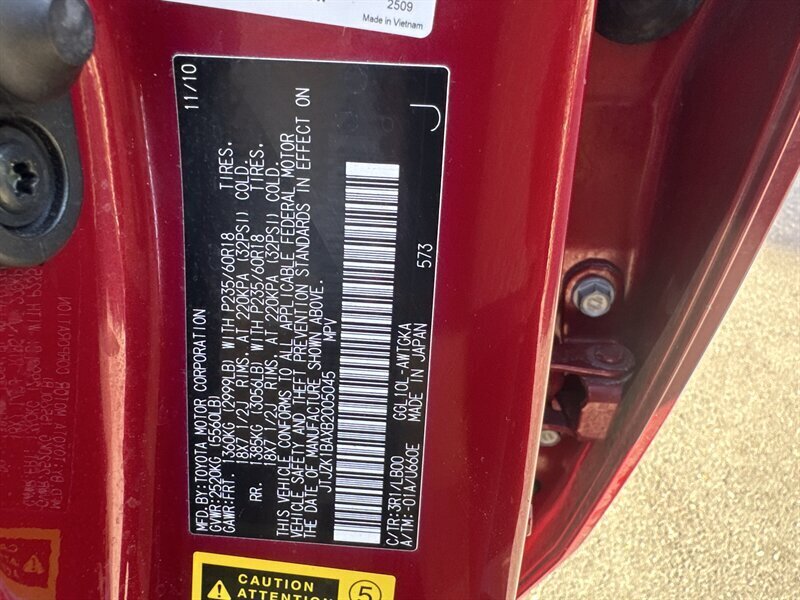 2509
Made in Vietnam
MFD.BY:TOYOTA MOTOR CORPORATION 11/10
GVWR:2520KG (5560LB)
GAWR:FRT. 1360KG (2999LB) WITH P235/60R18 TIRES,
18X7 1/2J RIMS, AT 220KPA (32PSI) COLD.
RR. 1385KG (3056LB) WITH P235/60R18 TIRES,
18X7 1/2J RIMS, AT 220KPA (32PSI) COLD.
THIS VEHICLE CONFORMS TO ALL APPLICABLE FEDERAL MOTOR
VEHICLE SAFETY AND THEFT PREVENTION STANDARDS IN EFFECT ON
THE DATE OF MANUFACTURE SHOWN ABOVE.
JTJZK1BAXB2005045 MPV
C/TR:3R1/LB00 GGL10L-AWTGKA 573
A/TM:-01A/U660E MADE IN JAPAN J
CAUTION
ATTENTION
5